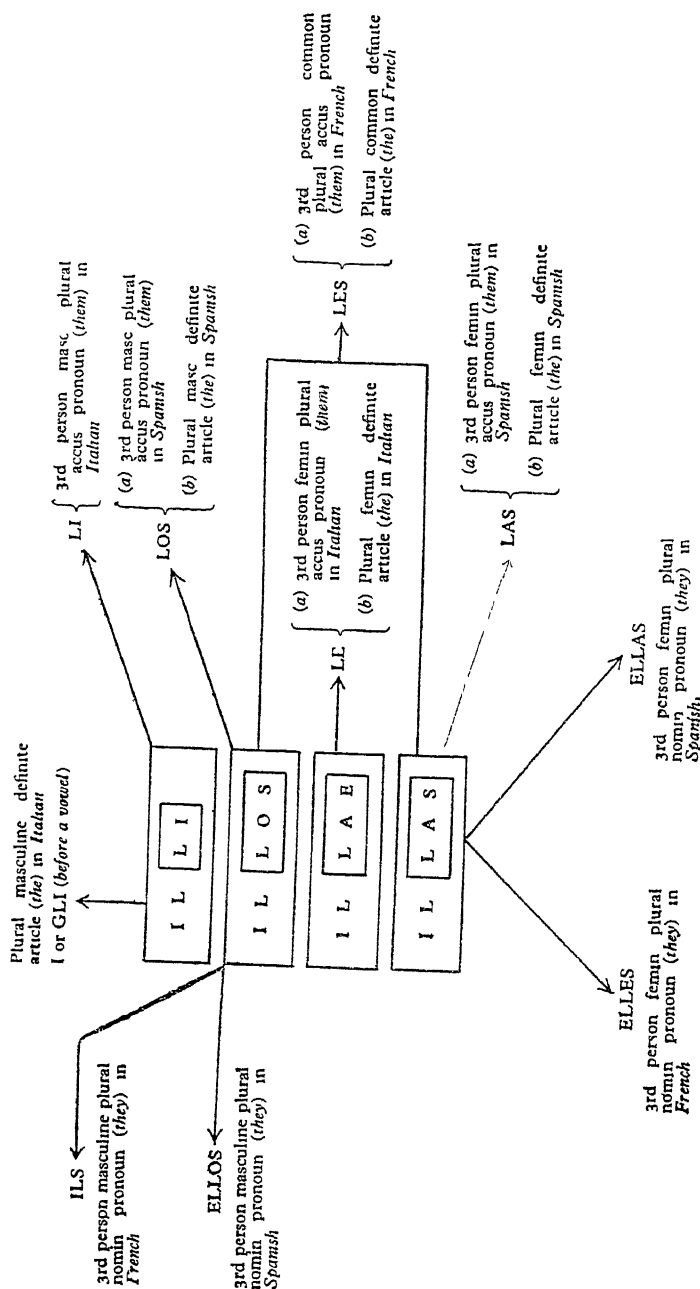 Plural masculine definite
article (the) in Italian
I or GLI (before a vowel)
ILS
3rd person masculine plural
nomin pronoun (they) in
French
ELLOS
3rd person masculine plural
nomin pronoun (they) in
Spanish
I L L I
I L L O S
I L L A E
I L L A S
LI
3rd person masc plural
accus pronoun (them) in
Italian
LOS
(a) 3rd person masc plural
accus pronoun (them)
in Spanish
(b) Plural masc definite
article (the) in Spanish
LE
(a) 3rd person femin plural
accus pronoun (them)
in Italian
(b) Plural femin definite
article (the) in Italian
LES
(a) 3rd person common
plural accus pronoun
(them) in French
(b) Plural common definite
article (the) in French
LAS
(a) 3rd person femin plural
accus pronoun (them) in
Spanish
(b) Plural femin definite
article (the) in Spanish
ELLES
3rd person femin plural
nomin pronoun (they) in
French
ELLAS
3rd person femin plural
nomin pronoun (they) in
Spanish